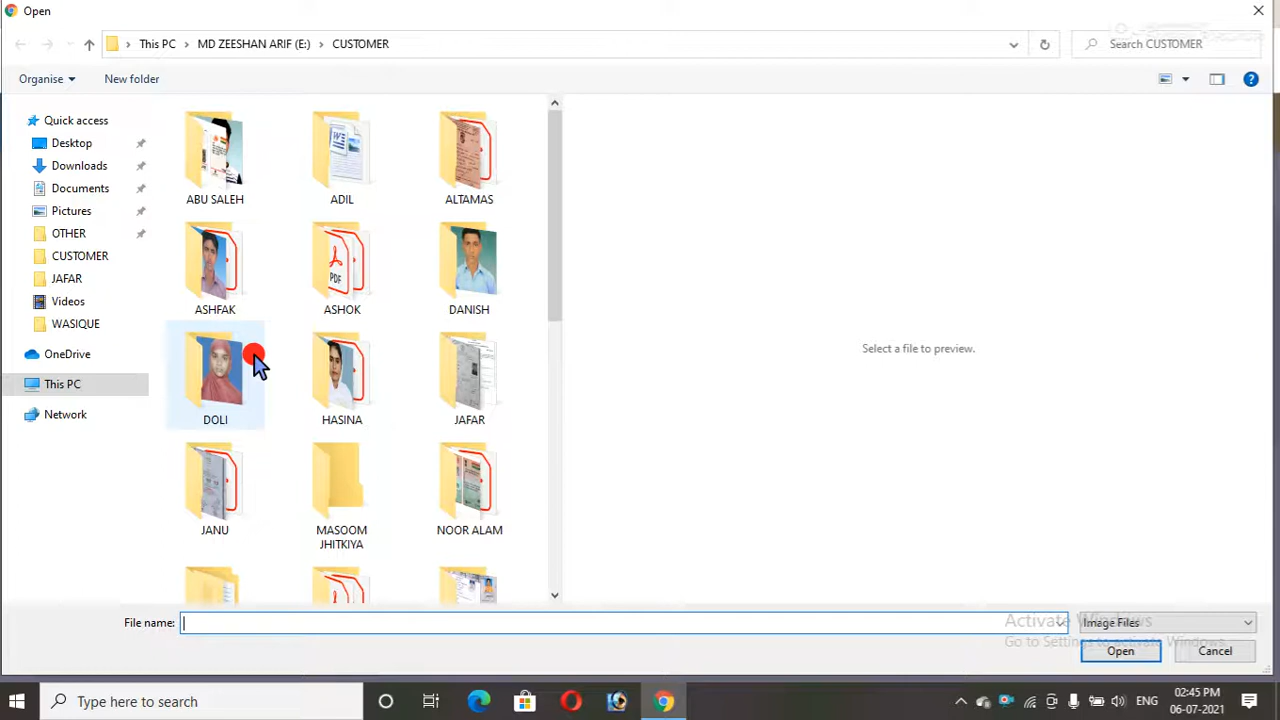 Open
This PC
MD ZEESHAN ARIF (E:)
CUSTOMER
Search CUSTOMER
Organise
New folder
Quick access
Desktop
Downloads
Documents
Pictures
OTHER
CUSTOMER
JAFAR
Videos
WASIQUE
OneDrive
This PC
Network
ABU SALEH
ADIL
ALTAMAS
ASHFAK
ASHOK
DANISH
DOLI
HASINA
JAFAR
JANU
MASOOM
JHITKIYA
NOOR ALAM
PDF
Select a file to preview.
File name:
Image Files
Activate Windows
Go to Settings to activate Windows.
Open
Cancel
Type here to search
ENG
02:45 PM
06-07-2021